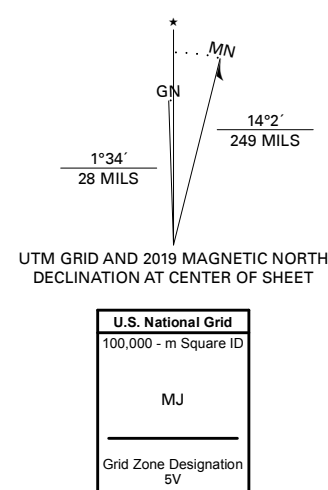 ★
MN
GN
14°2´
249 MILS
1°34´
28 MILS
UTM GRID AND 2019 MAGNETIC NORTH
DECLINATION AT CENTER OF SHEET
U.S. National Grid
100,000 - m Square ID
MJ
Grid Zone Designation
5V